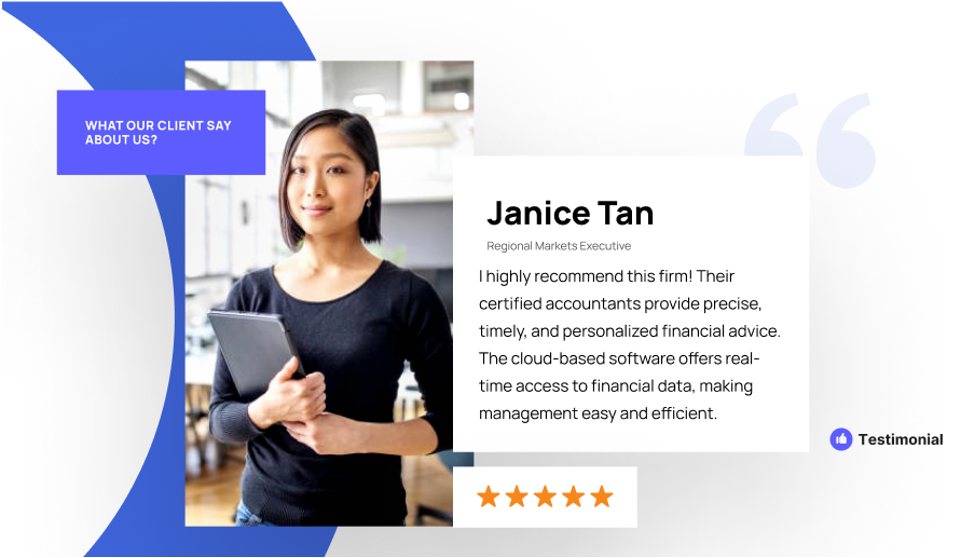 WHAT OUR CLIENT SAY
ABOUT US?
Janice Tan
Regional Markets Executive
I highly recommend this firm! Their
certified accountants provide precise,
timely, and personalized financial advice.
The cloud-based software offers real-
time access to financial data, making
management easy and efficient.
Testimonial